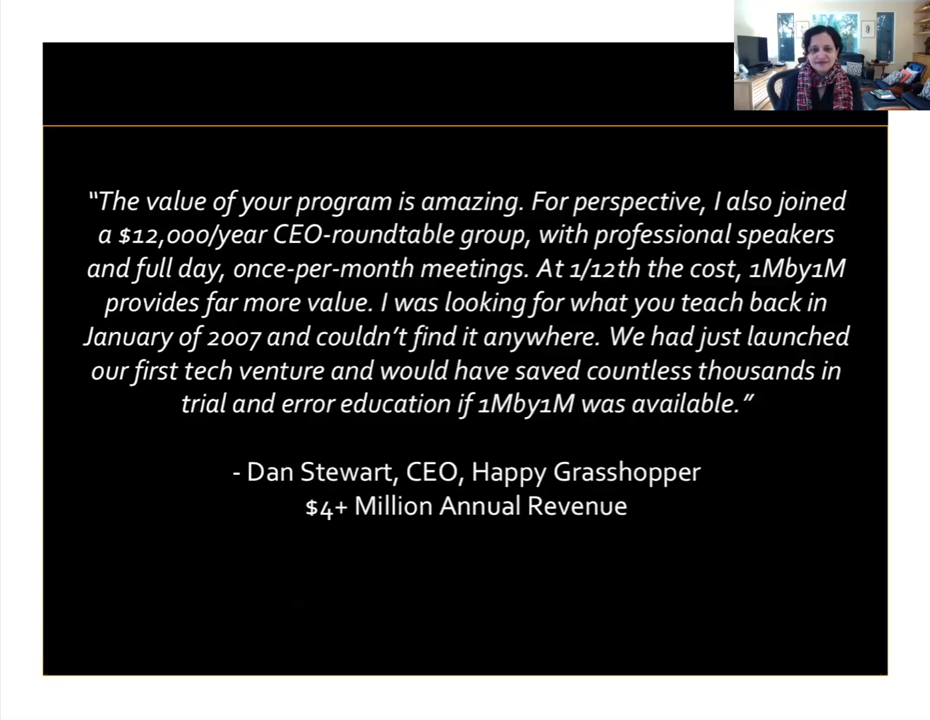 “The value of your program is amazing. For perspective, I also joined
a $12,000/year CEO-roundtable group, with professional speakers
and full day, once-per-month meetings. At 1/12th the cost, 1Mby1M
provides far more value. I was looking for what you teach back in
January of 2007 and couldn’t find it anywhere. We had just launched
our first tech venture and would have saved countless thousands in
trial and error education if 1Mby1M was available.”
- Dan Stewart, CEO, Happy Grasshopper
$4+ Million Annual Revenue